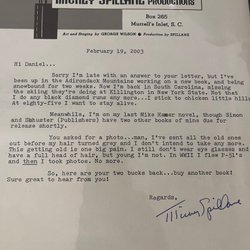 MICKEY SPILLANE PRODUCTIONS
Box 265
Murrell's Inlet, S. C.
Art and Staging by GEORGE WILSON ★ Production by SPILLANE
February 19, 2003
Hi Daniel...
Sorry I'm late with an answer to your letter, but I've
been up in the Adirondack Mountains working on a new book, and being
snowbound for two weeks. Now I'm back in South Carolina, missing
the skiing they're doing at Killington in New York State. Not that
I do any black diamond runs any more...I stick to chicken little hills.
At eighty-five I want to stay alive.
Meanwhile, I'm on my last Mike Hamer novel, though Simon
and Schuster (Publishers) have two other books of mine due for
release shortly.
You asked for a photo...man, I've sent all the old ones
out before my hair turned grey and I don't intend to take any more.
This getting old is one big pain. I still don't wear my glasses and
have a full head of hair, but young I'm not. In WWII I flew P-51's
and then I took photos. No more.
So, here are your two bucks back...buy another book!
Sure great to hear from you!
Regards,
Mickey Spillane